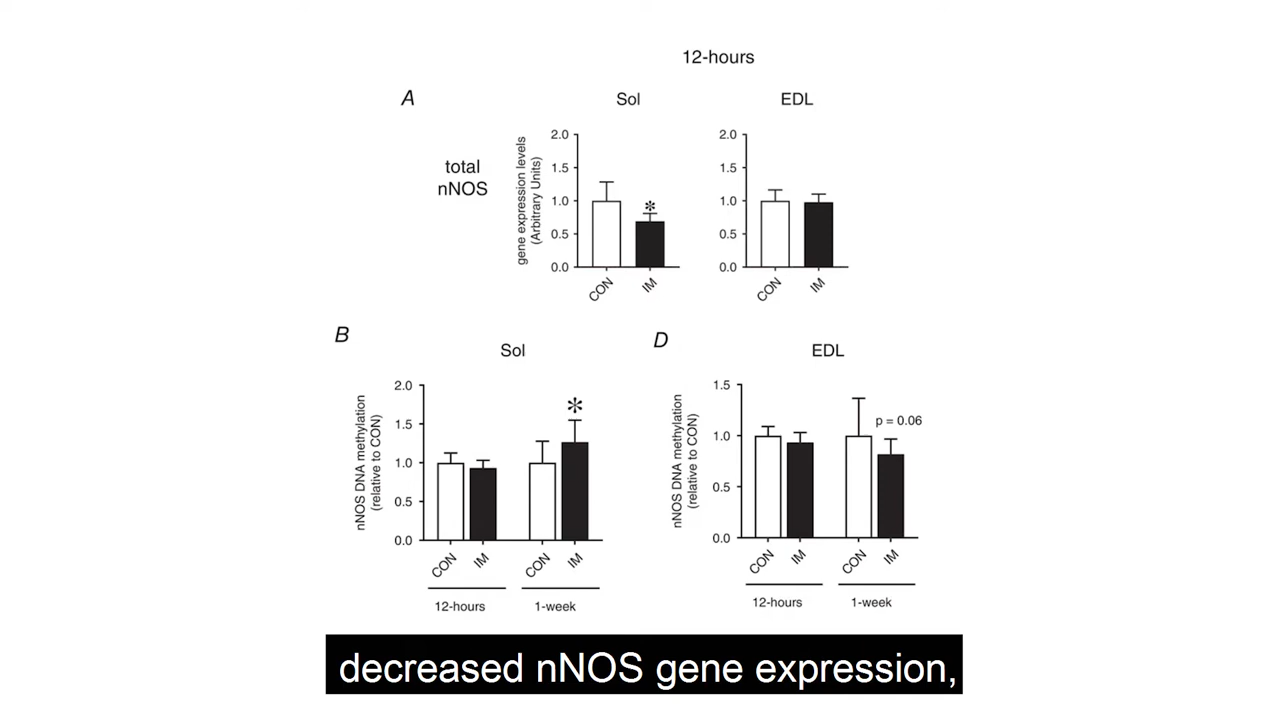 12-hours
A
Sol
EDL
total
nNOS
gene expression levels
(Arbitrary Units)
2.0
1.5
1.0
0.5
0.0
*
CON
IM
2.0
1.5
1.0
0.5
0.0
CON
IM
B
Sol
nNOS DNA methylation
(relative to CON)
2.0
1.5
1.0
0.5
0.0
*
CON
IM
CON
IM
12-hours
1-week
D
EDL
nNOS DNA methylation
(relative to CON)
1.5
1.0
0.5
0.0
p = 0.06
CON
IM
CON
IM
12-hours
1-week
decreased nNOS gene expression,